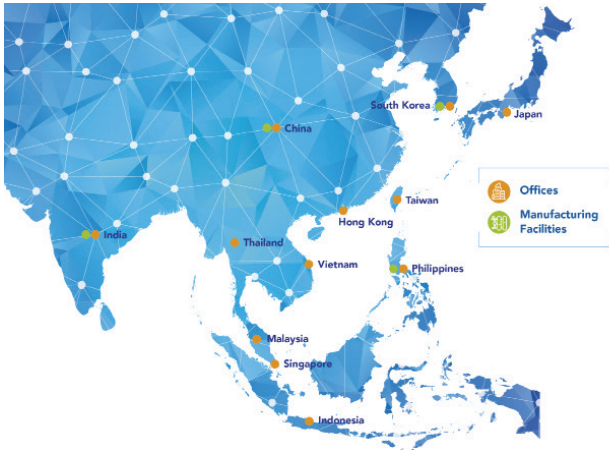 South Korea
Japan
China
Taiwan
Hong Kong
India
Thailand
Vietnam
Philippines
Malaysia
Singapore
Indonesia
Offices
Manufacturing
Facilities